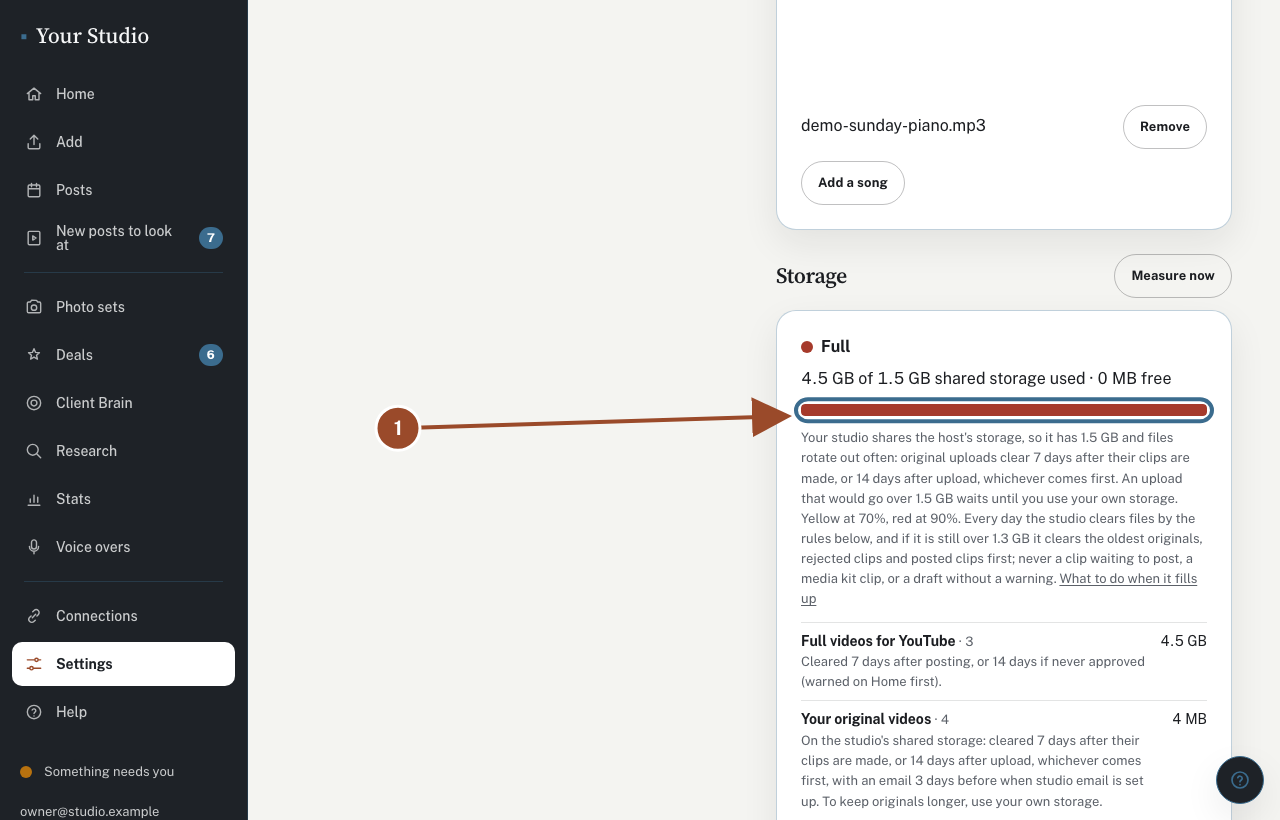 Your Studio
Home
Add
Posts
New posts to look
at
7
Photo sets
Deals
6
Client Brain
Research
Stats
Voice overs
Connections
Settings
Help
Something needs you
owner@studio.example
demo-sunday-piano.mp3
Remove
Add a song
Storage
Measure now
Full
4.5 GB of 1.5 GB shared storage used · 0 MB free
1
Your studio shares the host's storage, so it has 1.5 GB and files
rotate out often: original uploads clear 7 days after their clips are
made, or 14 days after upload, whichever comes first. An upload
that would go over 1.5 GB waits until you use your own storage.
Yellow at 70%, red at 90%. Every day the studio clears files by the
rules below, and if it is still over 1.3 GB it clears the oldest originals,
rejected clips and posted clips first; never a clip waiting to post, a
media kit clip, or a draft without a warning. What to do when it fills
up
Full videos for YouTube · 3
4.5 GB
Cleared 7 days after posting, or 14 days if never approved
(warned on Home first).
Your original videos · 4
4 MB
On the studio's shared storage: cleared 7 days after their
clips are made, or 14 days after upload, whichever comes
first, with an email 3 days before when studio email is set
up. To keep originals longer, use your own storage.